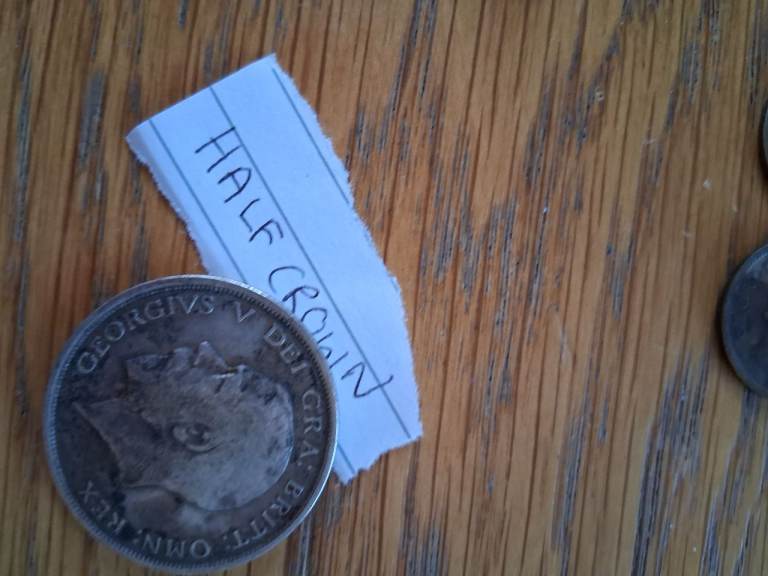 HALF CROWN
GEORGIVS V DEI GRA: BRITT: OMN: REX